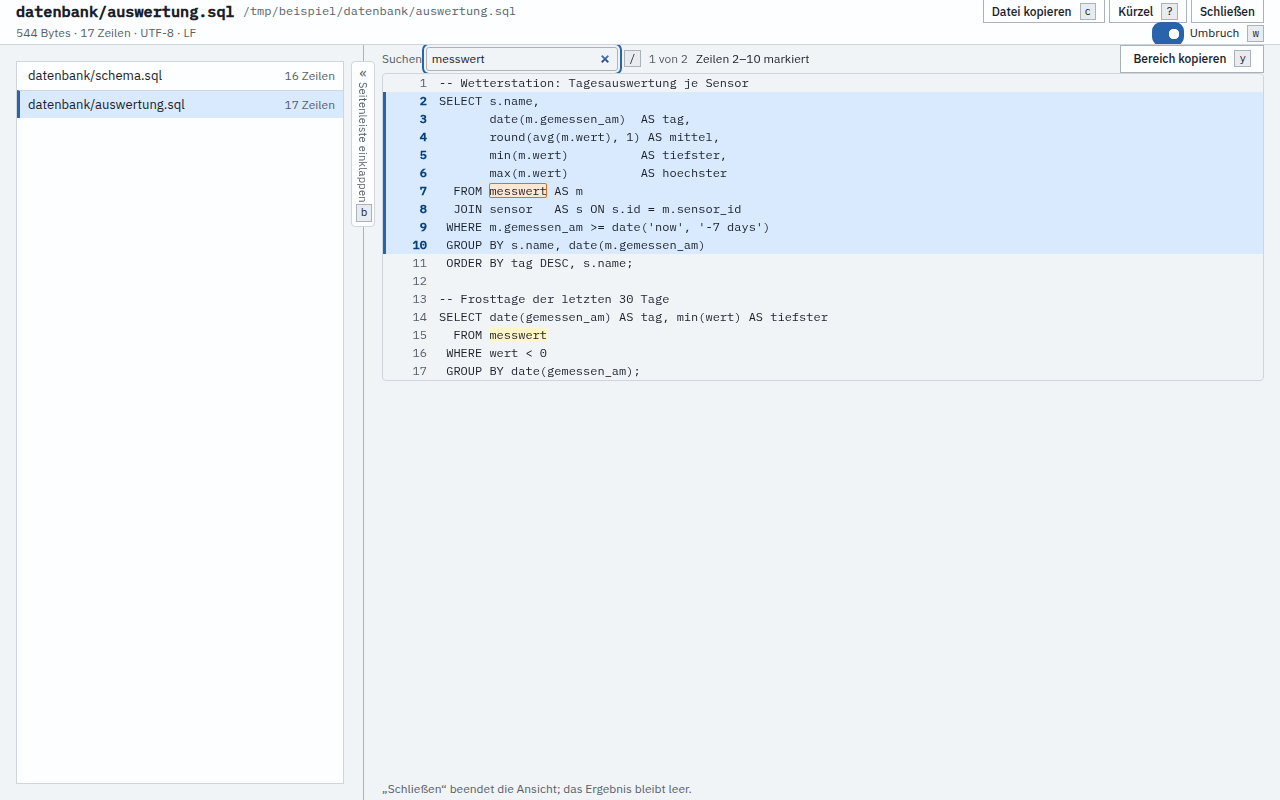 datenbank/auswertung.sql /tmp/beispiel/datenbank/auswertung.sql Datei kopieren c Kürzel ? Schließen
544 Bytes · 17 Zeilen · UTF-8 · LF Umbruch w
datenbank/schema.sql 16 Zeilen
datenbank/auswertung.sql 17 Zeilen
« Seitenleiste einklappen b
Suchen messwert × / 1 von 2 Zeilen 2–10 markiert Bereich kopieren y
1 -- Wetterstation: Tagesauswertung je Sensor
2 SELECT s.name,
3        date(m.gemessen_am)  AS tag,
4        round(avg(m.wert), 1) AS mittel,
5        min(m.wert)          AS tiefster,
6        max(m.wert)          AS hoechster
7   FROM messwert AS m
8   JOIN sensor   AS s ON s.id = m.sensor_id
9  WHERE m.gemessen_am >= date('now', '-7 days')
10  GROUP BY s.name, date(m.gemessen_am)
11  ORDER BY tag DESC, s.name;
12
13 -- Frosttage der letzten 30 Tage
14 SELECT date(gemessen_am) AS tag, min(wert) AS tiefster
15   FROM messwert
16  WHERE wert < 0
17  GROUP BY date(gemessen_am);
„Schließen“ beendet die Ansicht; das Ergebnis bleibt leer.